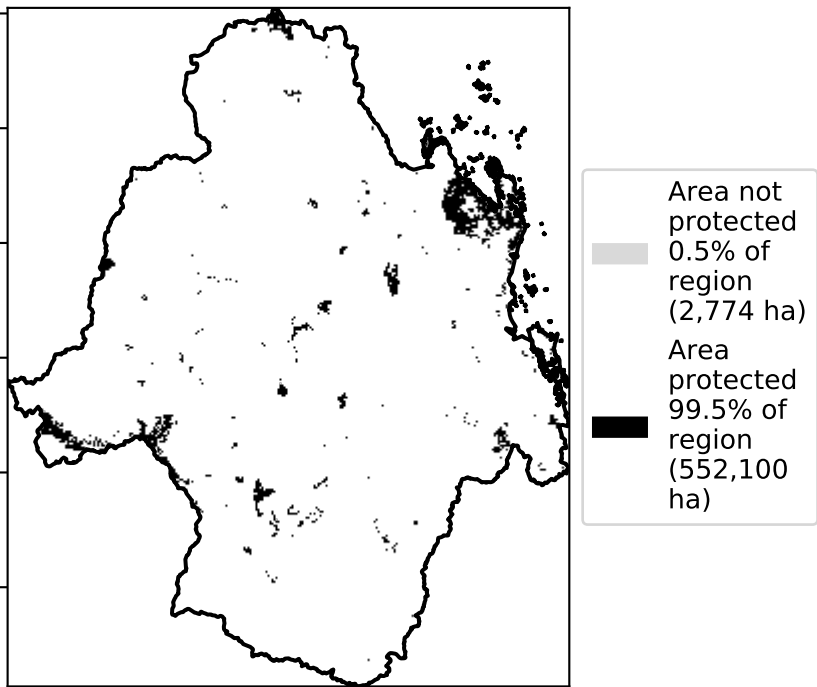 Area not
protected
0.5% of
region
(2,774 ha)
Area
protected
99.5% of
region
(552,100
ha)